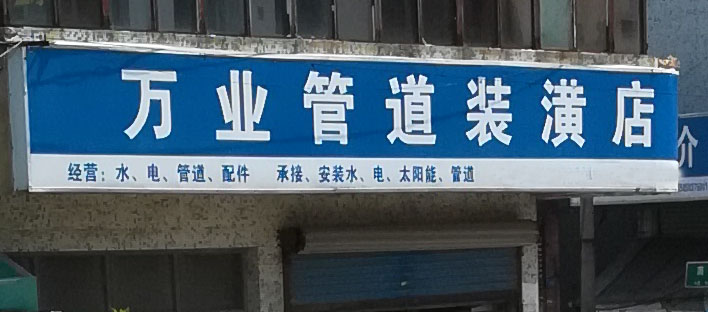 万业管道装潢店
经营：水、电、管道、配件 承接、安装水、电、太阳能、管道
价